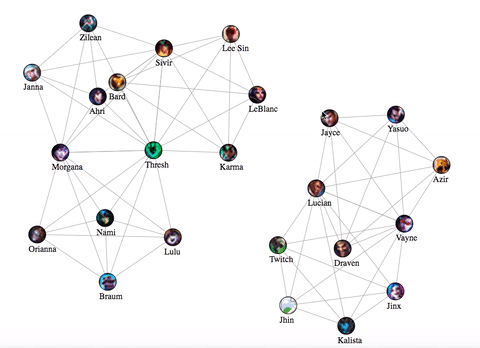 Zilean
Sivir
Lee Sin
Janna
Bard
Ahri
LeBlanc
Jayce
Yasuo
Morgana
Thresh
Karma
Azir
Lucian
Nami
Vayne
Orianna
Lulu
Twitch
Draven
Braum
Jinx
Jhin
Kalista